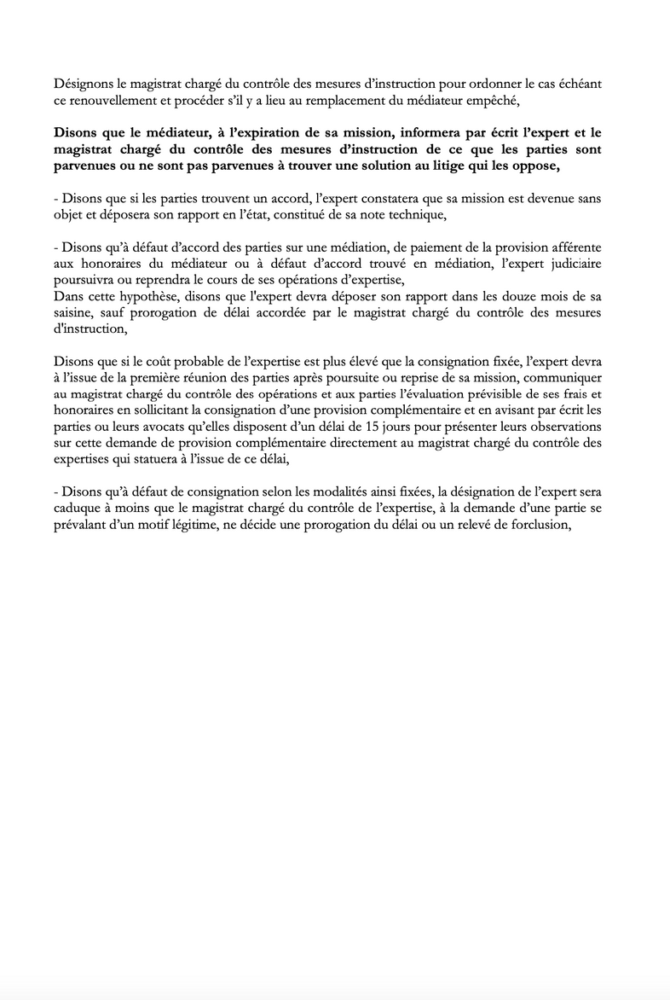 Désignons le magistrat chargé du contrôle des mesures d’instruction pour ordonner le cas échéant
ce renouvellement et procéder s’il y a lieu au remplacement du médiateur empêché,
Disons que le médiateur, à l’expiration de sa mission, informera par écrit l’expert et le
magistrat chargé du contrôle des mesures d’instruction de ce que les parties sont
parvenues ou ne sont pas parvenues à trouver une solution au litige qui les oppose,
- Disons que si les parties trouvent un accord, l’expert constatera que sa mission est devenue sans
objet et déposera son rapport en l’état, constitué de sa note technique,
- Disons qu’à défaut d’accord des parties sur une médiation, de paiement de la provision afférente
aux honoraires du médiateur ou à défaut d’accord trouvé en médiation, l’expert judiciaire
poursuivra ou reprendra le cours de ses opérations d’expertise,
Dans cette hypothèse, disons que l'expert devra déposer son rapport dans les douze mois de sa
saisine, sauf prorogation de délai accordée par le magistrat chargé du contrôle des mesures
d'instruction,
Disons que si le coût probable de l’expertise est plus élevé que la consignation fixée, l’expert devra
à l’issue de la première réunion des parties après poursuite ou reprise de sa mission, communiquer
au magistrat chargé du contrôle des opérations et aux parties l’évaluation prévisible de ses frais et
honoraires en sollicitant la consignation d’une provision complémentaire et en avisant par écrit les
parties ou leurs avocats qu’elles disposent d’un délai de 15 jours pour présenter leurs observations
sur cette demande de provision complémentaire directement au magistrat chargé du contrôle des
expertises qui statuera à l’issue de ce délai,
- Disons qu’à défaut de consignation selon les modalités ainsi fixées, la désignation de l’expert sera
caduque à moins que le magistrat chargé du contrôle de l’expertise, à la demande d’une partie se
prévalant d’un motif légitime, ne décide une prorogation du délai ou un relevé de forclusion,